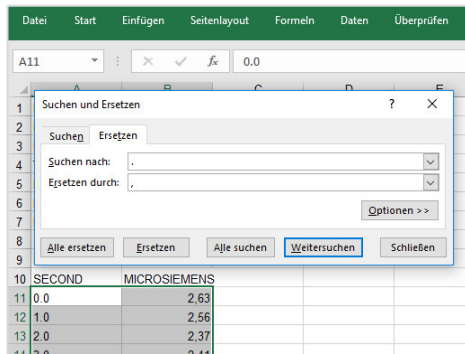 Datei Start Einfügen Seitenlayout Formeln Daten Überprüfen
A11 fx 0.0
Suchen und Ersetzen ? ×
1
2 Suchen Ersetzen
3
4 Suchen nach: .
5 Ersetzen durch: ,
6
7 Optionen >>
8 Alle ersetzen Ersetzen Alle suchen Weitersuchen Schließen
9
10 SECOND MICROSIEMENS
11 0.0 2,63
12 1.0 2,56
13 2.0 2,37